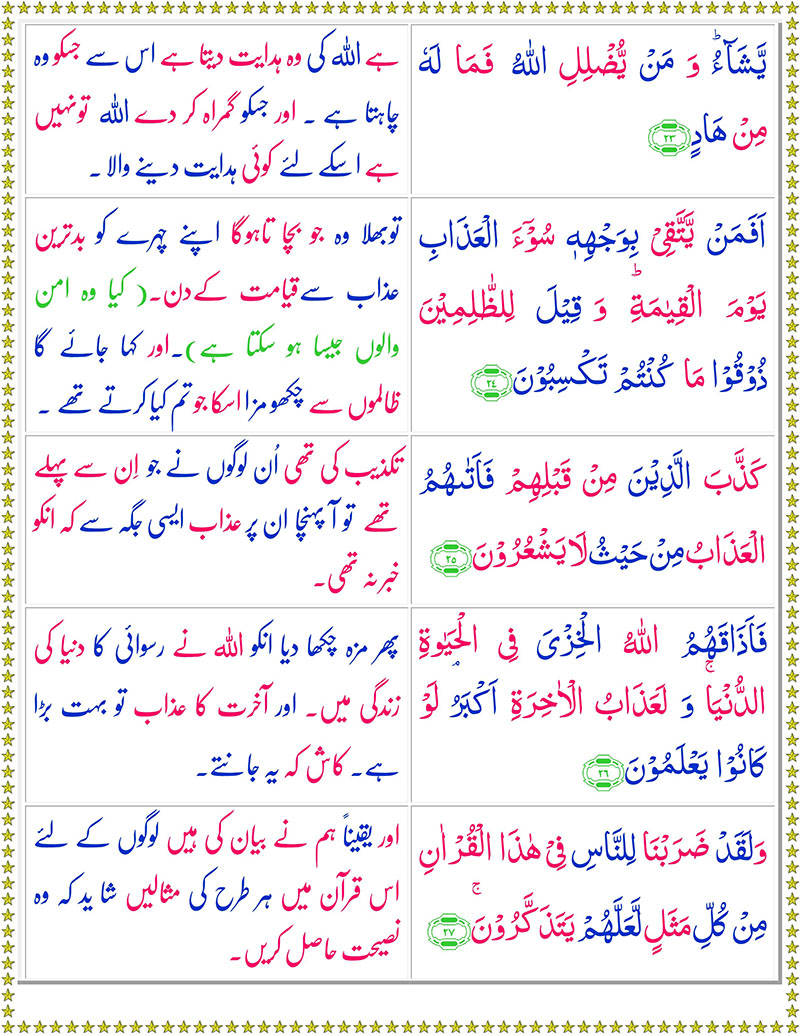 یَّشَآءُ ؕ وَ مَنْ یُّضْلِلِ اللّٰهُ فَمَا لَهٗ
مِنْ هَادٍ ۲۳
ہے اللہ کی وہ ہدایت دیتا ہے اس سے جسکو وہ
چاہتا ہے ۔ اور جسکو گمراہ کر دے اللہ تو نہیں
ہے اسکے لئے کوئی ہدایت دینے والا ۔
اَفَمَنْ یَّتَّقِیْ بِوَجْهِهٖ سُوْٓءَ الْعَذَابِ
یَوْمَ الْقِیٰمَةِ ؕ وَ قِیْلَ لِلظّٰلِمِیْنَ
ذُوْقُوْا مَا كُنْتُمْ تَكْسِبُوْنَ ۲۴
تو بھلا وہ جو بچا تا ہوگا اپنے چہرے کو بدترین
عذاب سے قیامت کے دن۔( کیا وہ امن
والوں جیسا ہو سکتا ہے)۔اور کہا جائے گا
ظالموں سے چکھو مزا اسکا جو تم کیا کرتے تھے ۔
كَذَّبَ الَّذِیْنَ مِنْ قَبْلِهِمْ فَاَتٰىهُمُ
الْعَذَابُ مِنْ حَیْثُ لَا یَشْعُرُوْنَ ۲۵
تکذیب کی تھی اُن لوگوں نے جو اِن سے پہلے
تھے تو آ پہنچا ان پر عذاب ایسی جگہ سے کہ انکو
خبر نہ تھی۔
فَاَذَاقَهُمُ اللّٰهُ الْخِزْیَ فِی الْحَیٰوةِ
الدُّنْیَا ۚ وَ لَعَذَابُ الْاٰخِرَةِ اَكْبَرُ ۘ لَوْ
كَانُوْا یَعْلَمُوْنَ ۲۶
پھر مزہ چکھا دیا انکو اللہ نے رسوائی کا دنیا کی
زندگی میں۔ اور آخرت کا عذاب تو بہت بڑا
ہے۔ کاش کہ یہ جانتے۔
وَلَقَدْ ضَرَبْنَا لِلنَّاسِ فِیْ هٰذَا الْقُرْاٰنِ
مِنْ كُلِّ مَثَلٍ لَّعَلَّهُمْ یَتَذَكَّرُوْنَ ۚ ۲۷
اور یقیناً ہم نے بیان کی ہیں لوگوں کے لئے
اس قرآن میں ہر طرح کی مثالیں شاید کہ وہ
نصیحت حاصل کریں۔